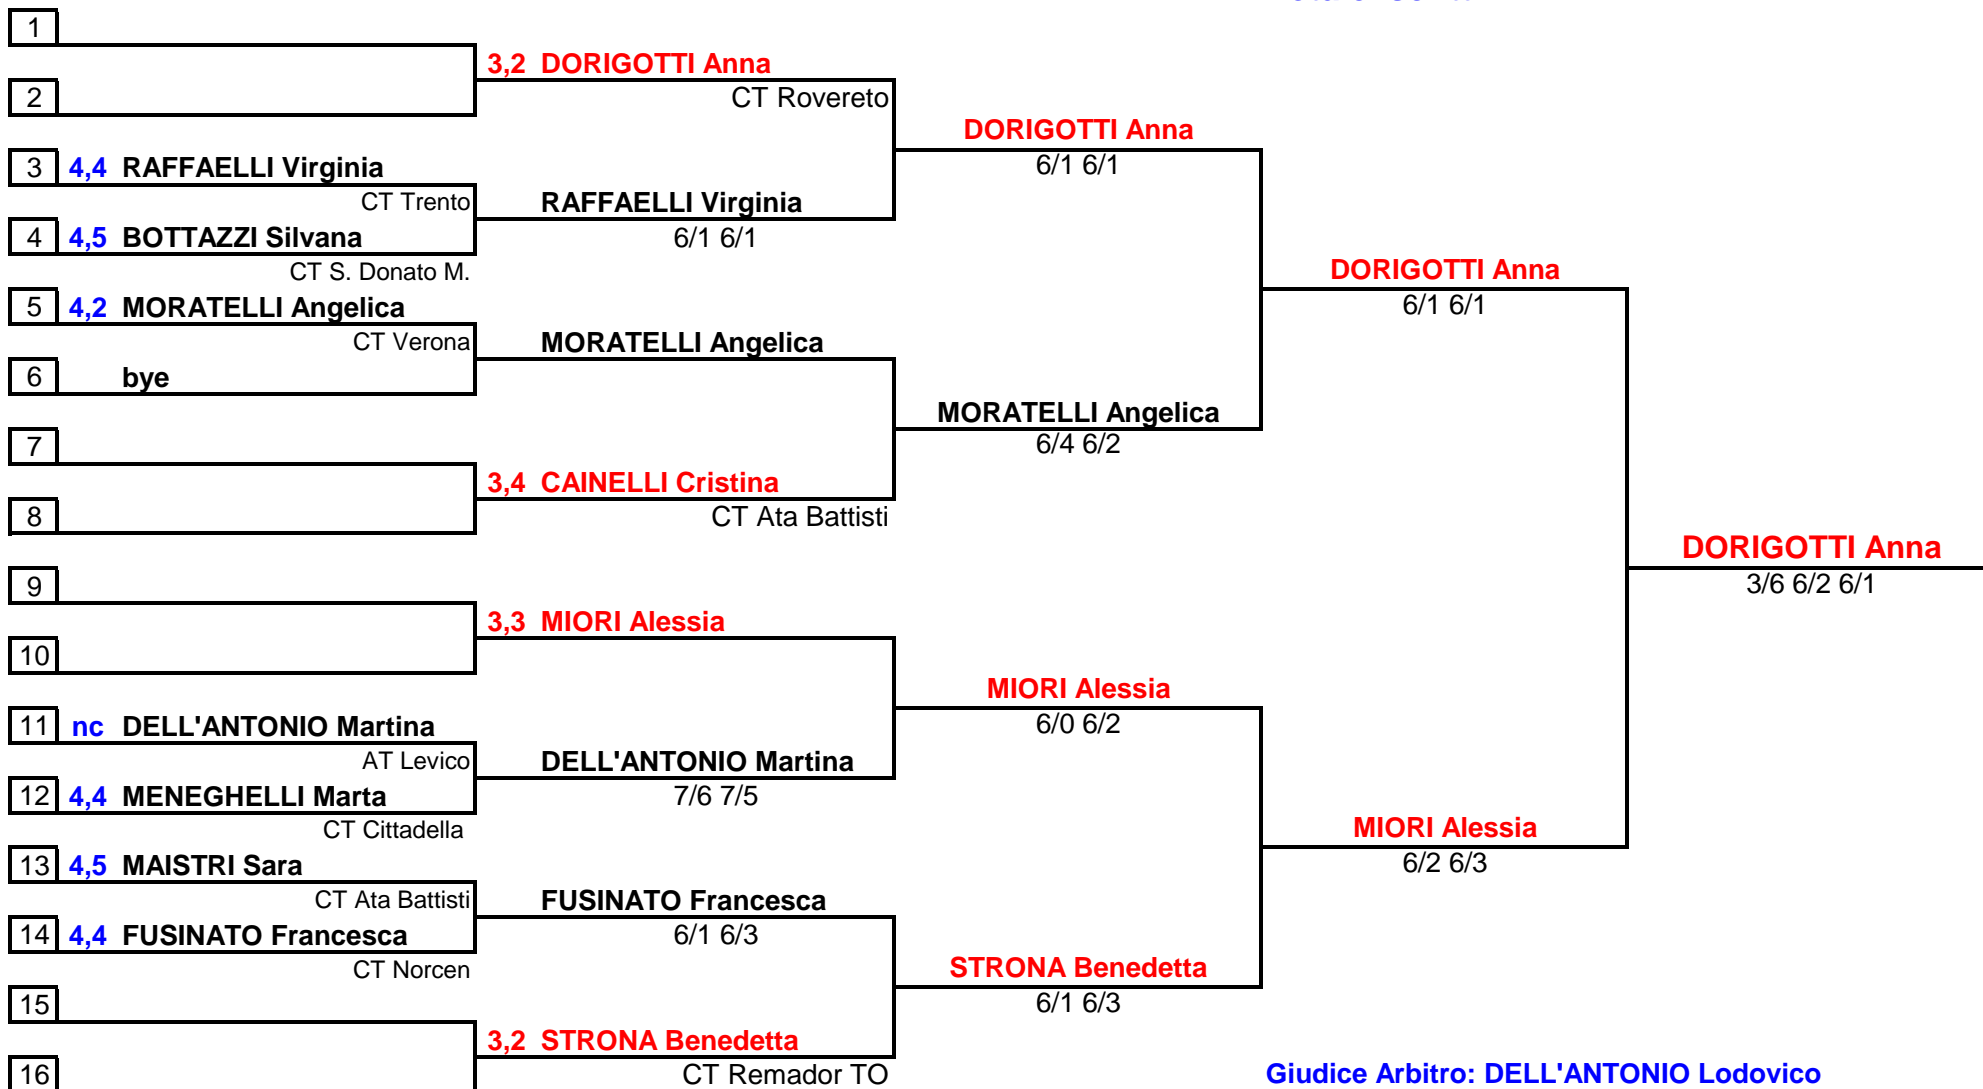 1
3,2 DORIGOTTI Anna
2
CT Rovereto
DORIGOTTI Anna
3 4,4 RAFFAELLI Virginia
6/1 6/1
CT Trento
RAFFAELLI Virginia
4 4,5 BOTTAZZI Silvana
6/1 6/1
CT S. Donato M.
DORIGOTTI Anna
5 4,2 MORATELLI Angelica
6/1 6/1
CT Verona
MORATELLI Angelica
6 bye
MORATELLI Angelica
7
6/4 6/2
3,4 CAINELLI Cristina
8
CT Ata Battisti
DORIGOTTI Anna
9
3/6 6/2 6/1
3,3 MIORI Alessia
10
MIORI Alessia
11 nc DELL'ANTONIO Martina
6/0 6/2
AT Levico
DELL'ANTONIO Martina
12 4,4 MENEGHELLI Marta
7/6 7/5
CT Cittadella
MIORI Alessia
13 4,5 MAISTRI Sara
6/2 6/3
CT Ata Battisti
FUSINATO Francesca
14 4,4 FUSINATO Francesca
6/1 6/3
CT Norcen
STRONA Benedetta
15
6/1 6/3
3,2 STRONA Benedetta
16
CT Remador TO
Giudice Arbitro: DELL'ANTONIO Lodovico